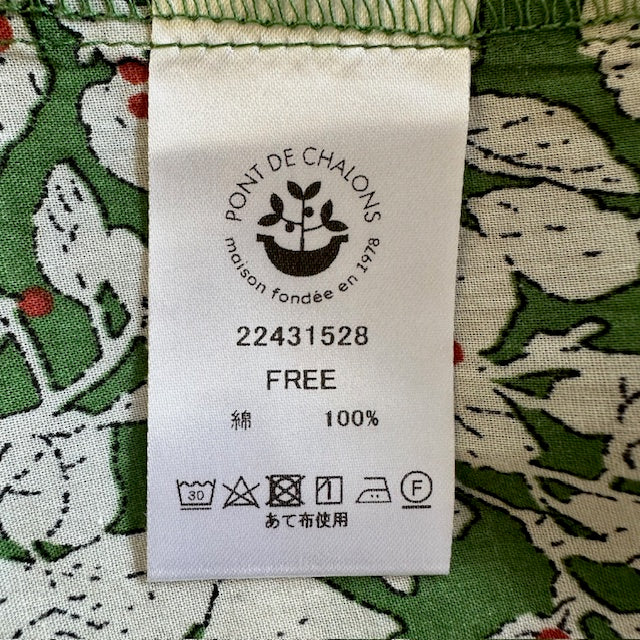 PONT DE CHALONS
maison fondée en 1978
22431528
FREE
綿 100%
30 F
あて布使用